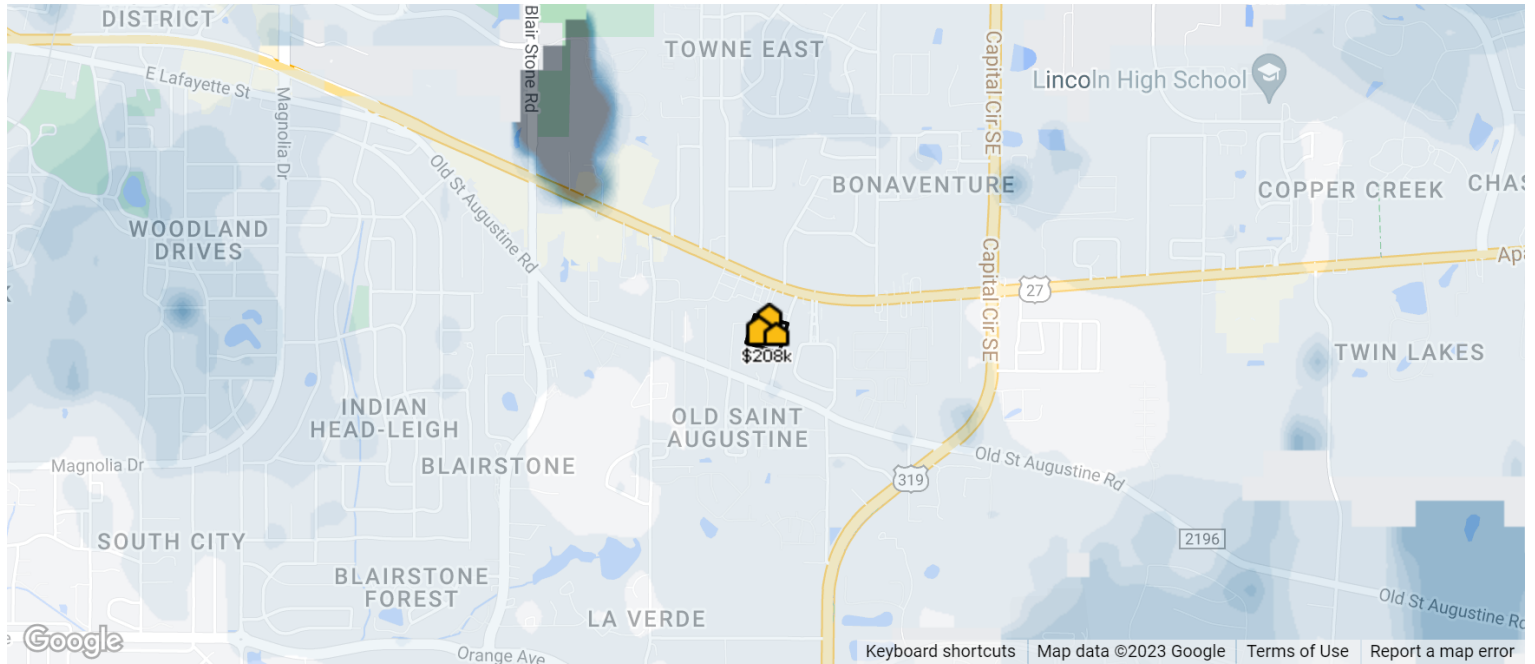 DISTRICT
Blair Stone Rd
TOWNE EAST
Capital Cir SE
Lincoln High School
E Lafayette St
Magnolia Dr
Old St Augustine Rd
BONAVENTURE
COPPER CREEK
WOODLAND
DRIVES
Capital Cir SE
27
$208k
TWIN LAKES
INDIAN
HEAD-LEIGH
OLD SAINT
AUGUSTINE
Magnolia Dr
BLAIRSTONE
319
Old St Augustine Rd
SOUTH CITY
2196
BLAIRSTONE
FOREST
LA VERDE
Old St Augustine Rd
Google
Orange Ave
Keyboard shortcuts
Map data ©2023 Google
Terms of Use
Report a map error